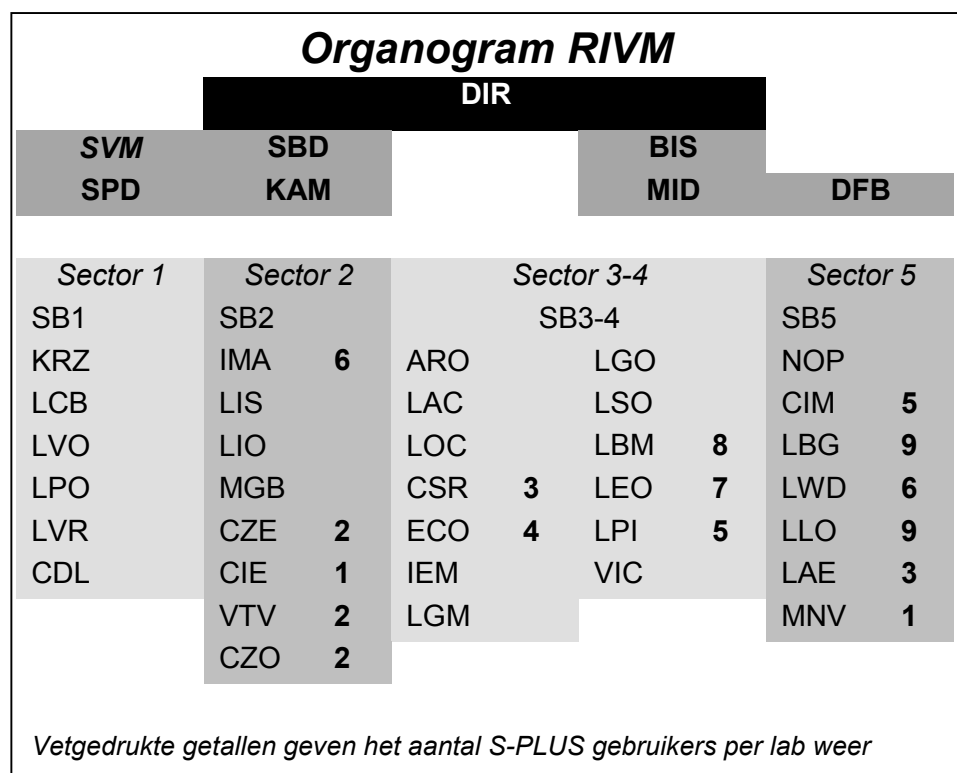 Organogram RIVM
DIR
SVM SBD BIS
SPD KAM MID DFB
Sector 1 Sector 2 Sector 3-4 Sector 5
SB1 SB2 SB3-4 SB5
KRZ IMA 6 ARO LGO NOP
LCB LIS LAC LSO CIM 5
LVO LIO LOC LBM 8 LBG 9
LPO MGB CSR 3 LEO 7 LWD 6
LVR CZE 2 ECO 4 LPI 5 LLO 9
CDL CIE 1 IEM VIC LAE 3
VTV 2 LGM MNV 1
CZO 2
Vetgedrukte getallen geven het aantal S-PLUS gebruikers per lab weer